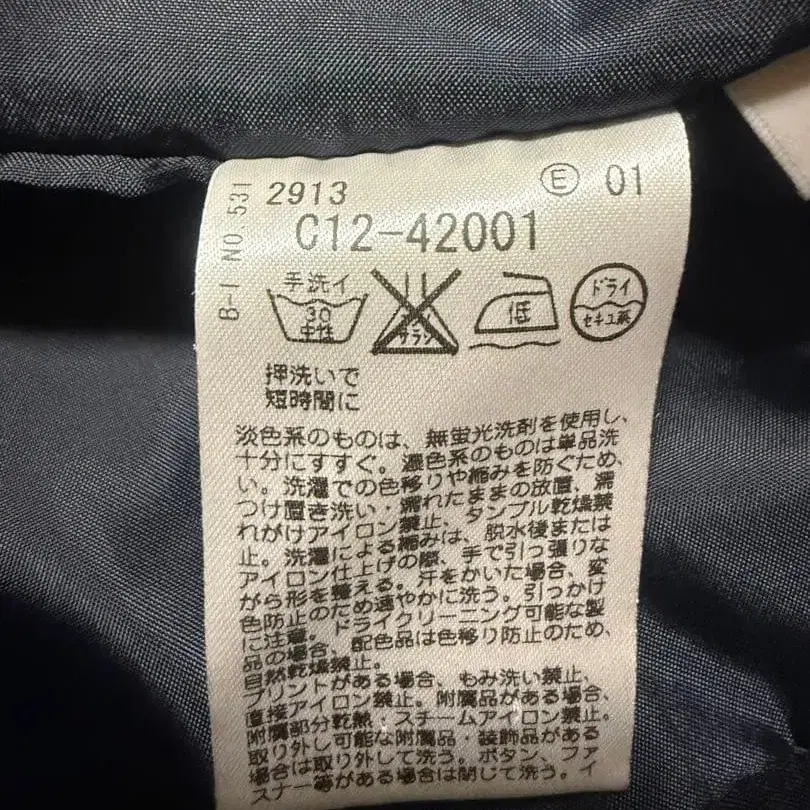 B-I NO.531
2913 Ⓔ 01
C12-42001
手洗イ 30 中性
サラシ
低
ドライ セキユ系
押洗いで
短時間に
淡色系のものは、無蛍光洗剤を使用し、
十分にすすぐ。濃色系のものは単品洗
い。洗濯での色移りや縮みを防ぐため、
つけ置き洗い・濡れたままの放置、濡
れがけアイロン禁止、タンブル乾燥禁
止。洗濯による縮みは、脱水後または
アイロン仕上げの際、手で引っ張りな
がら形を整える。汗をかいた場合、変
色防止のため速やかに洗う。引っかけ
に注意。ドライクリーニング可能な製
品の場合、配色品は色移り防止のため、
自然乾燥禁止。
プリントがある場合、もみ洗い禁止、
直接アイロン禁止。附属品がある場合、
附属部分乾熱・スチームアイロン禁止。
取り外し可能な附属品・装飾品がある
場合は取り外して洗う。ボタン、ファ
スナー等がある場合は閉じて洗う。イ